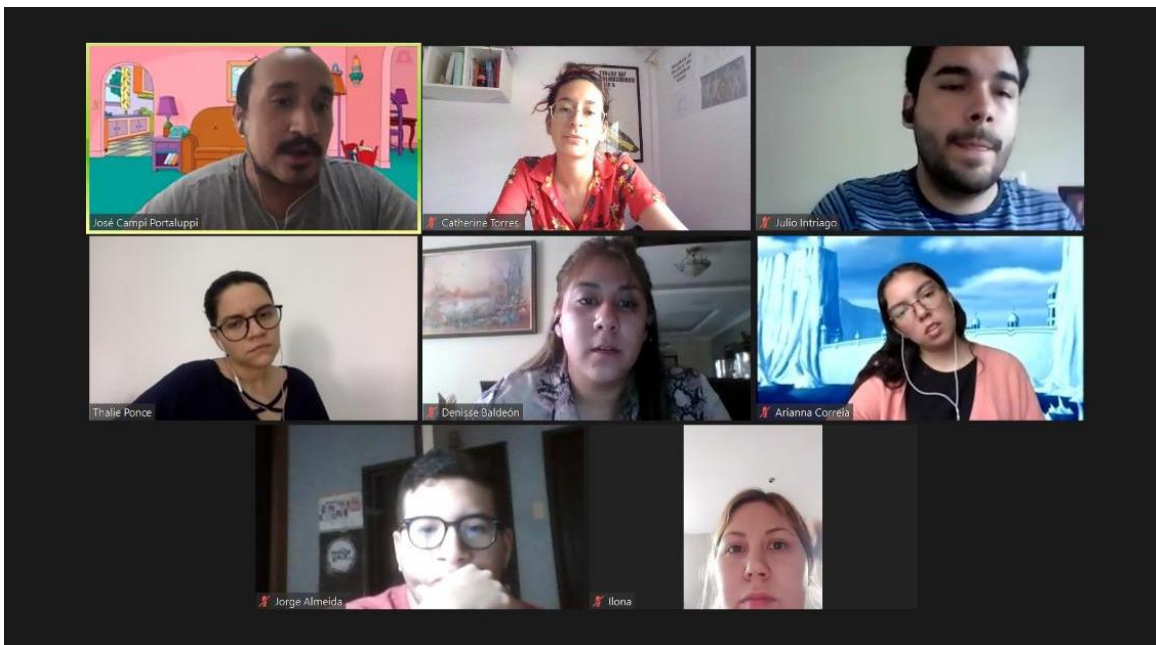 José Campi Portaluppi
Catherine Torres
Julio Intriago
Thalie Ponce
Denisse Baldeón
Arianna Correia
Jorge Almeida
Ilona